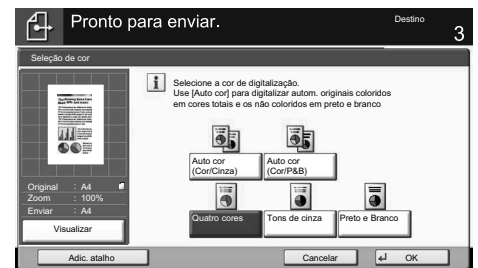 Pronto para enviar.
Destino
3
Seleção de cor
Selecione a cor de digitalização.
Use [Auto cor] para digitalizar autom. originais coloridos
em cores totais e os não coloridos em preto e branco
Auto cor
(Cor/Cinza)
Auto cor
(Cor/P&B)
Original : A4
Zoom : 100%
Enviar : A4
Quatro cores
Tons de cinza
Preto e Branco
Visualizar
Adic. atalho
Cancelar
OK